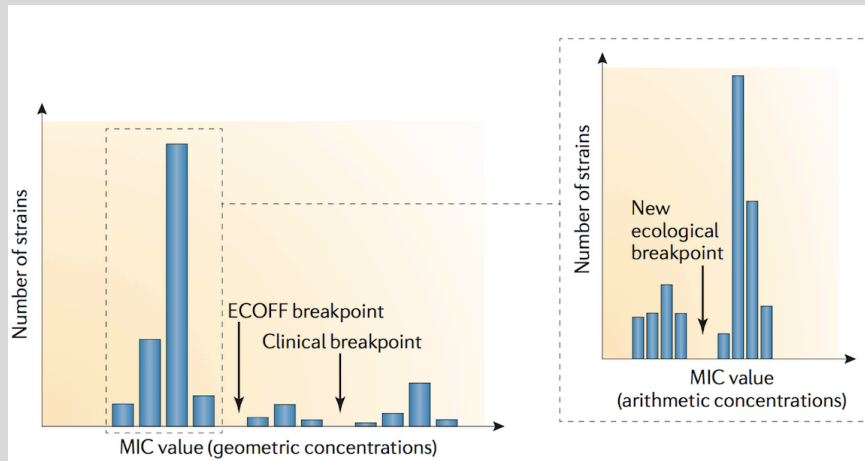 Number of strains
ECOFF breakpoint
Clinical breakpoint
MIC value (geometric concentrations)
Number of strains
New
ecological
breakpoint
MIC value
(arithmetic concentrations)